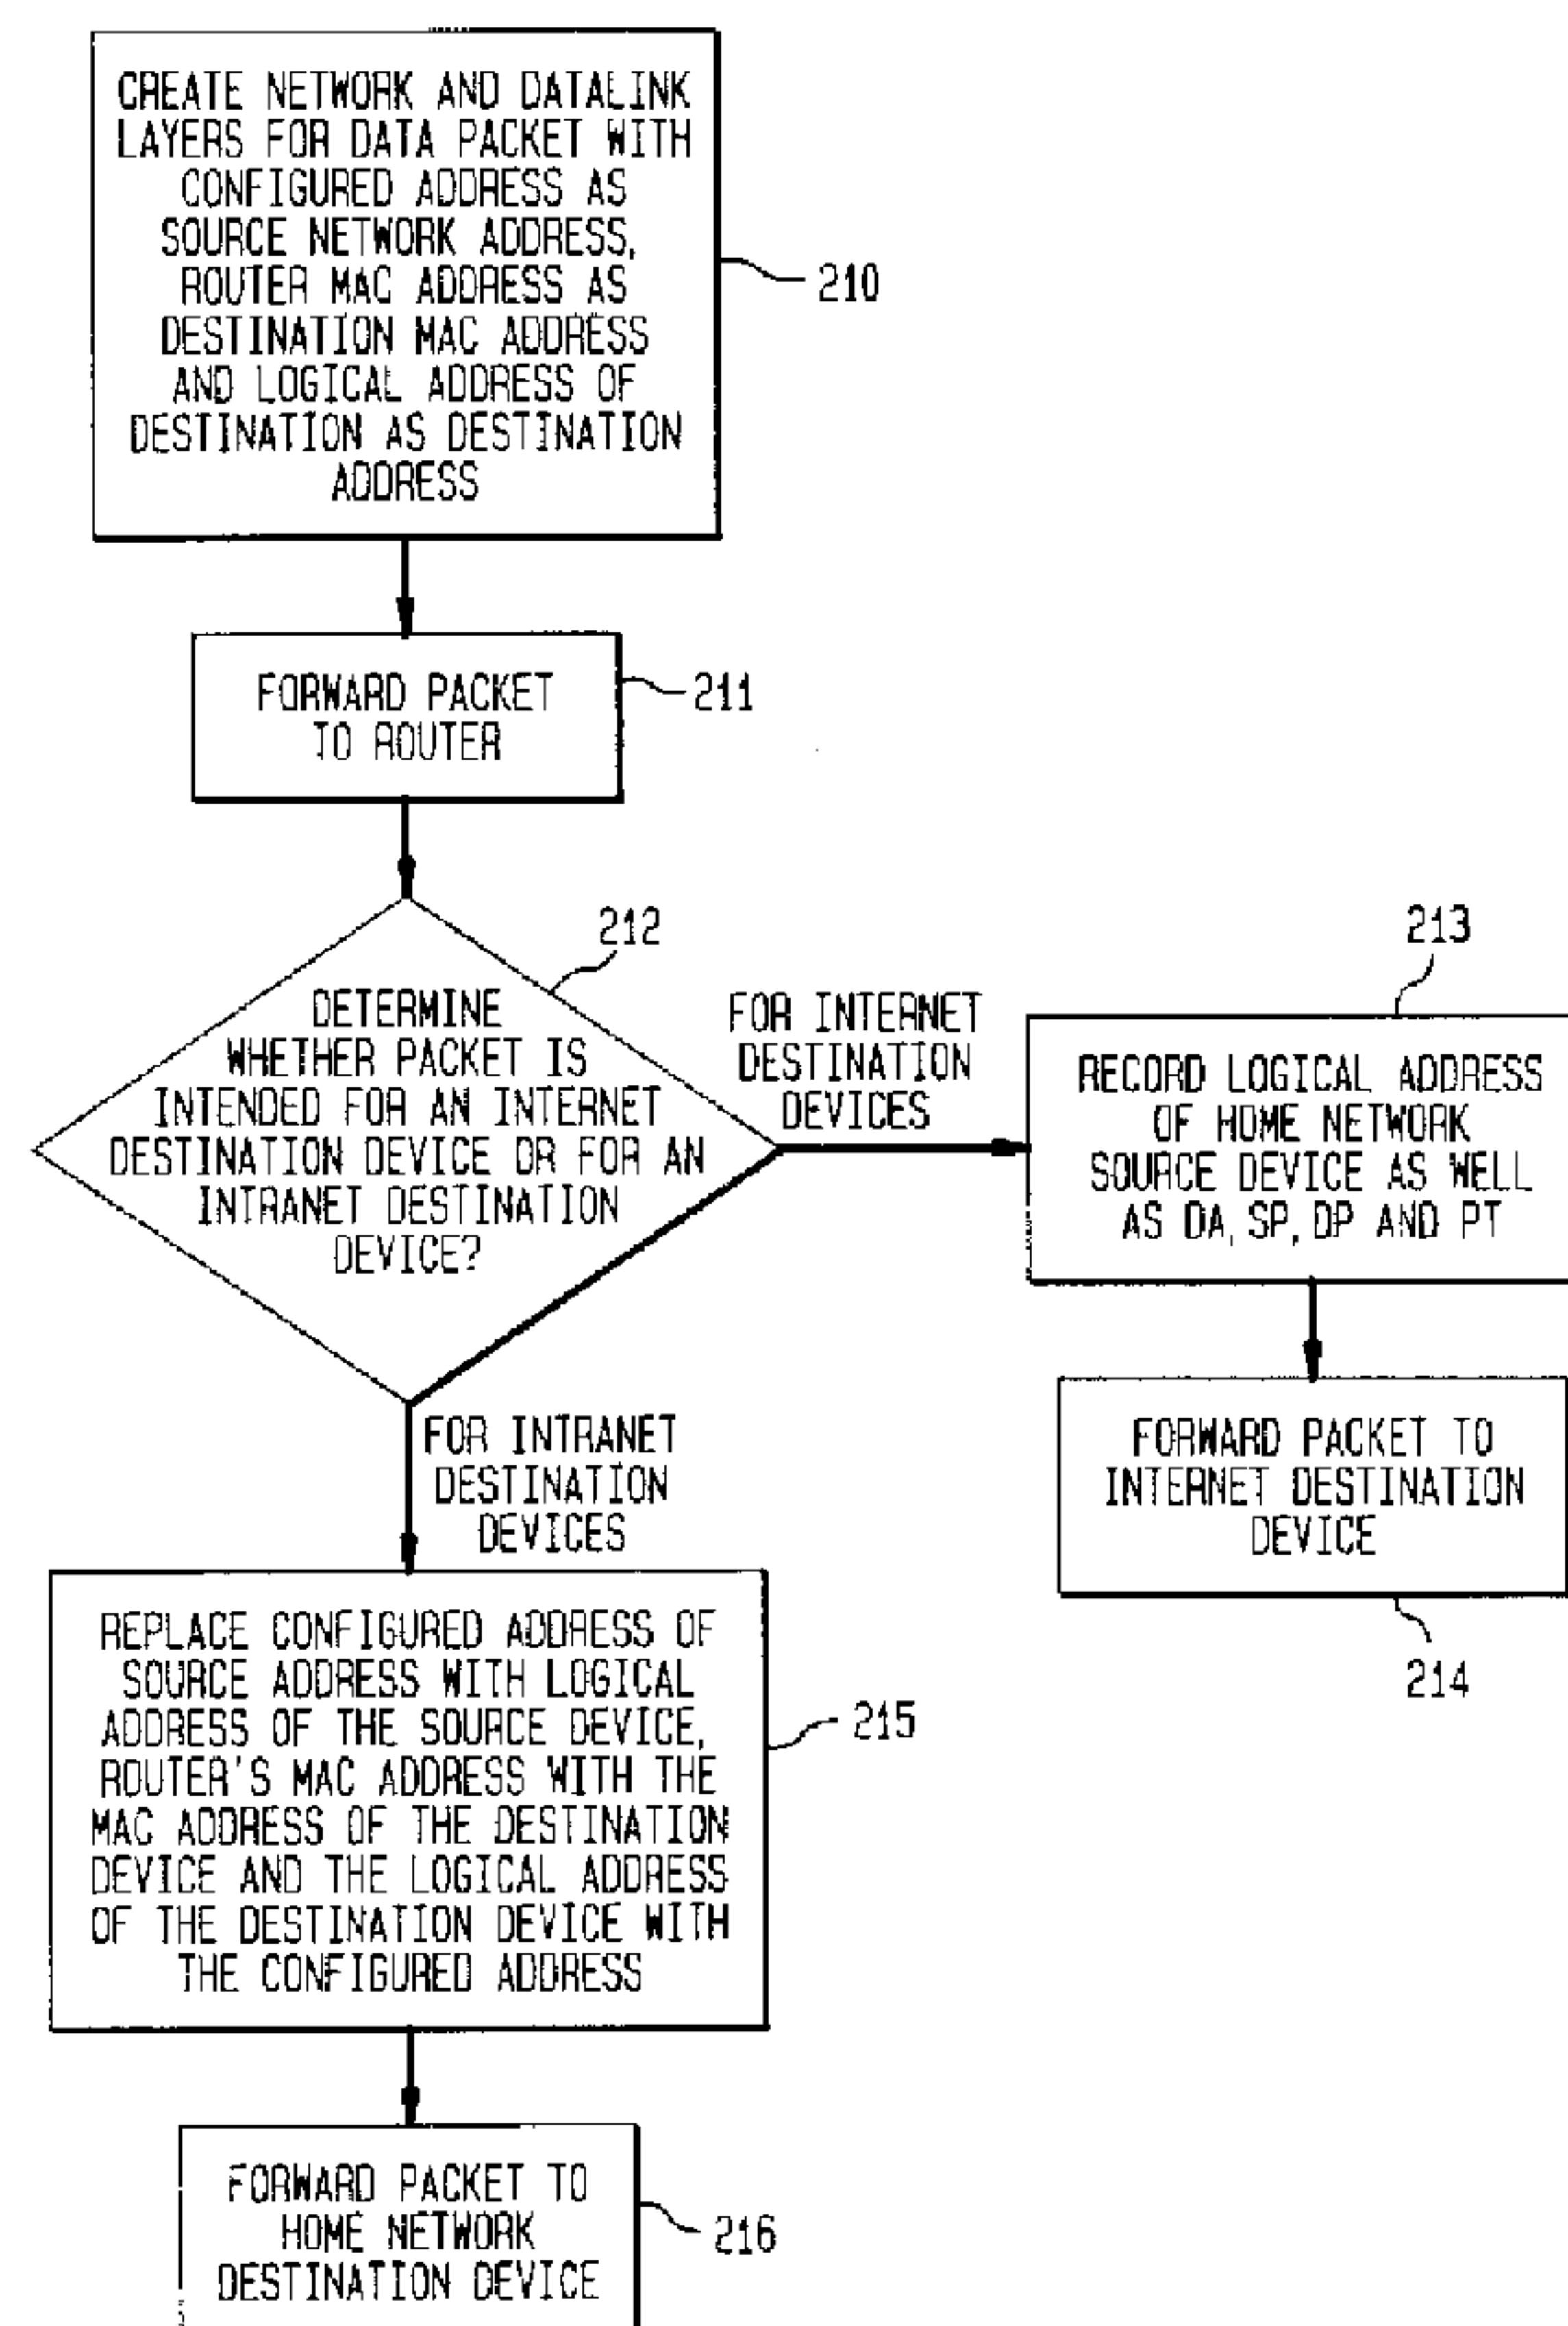 CREATE NETWORK AND DATALINK
LAYERS FOR DATA PACKET WITH
CONFIGURED ADDRESS AS
SOURCE NETWORK ADDRESS,
ROUTER MAC ADDRESS AS
DESTINATION MAC ADDRESS
AND LOGICAL ADDRESS OF
DESTINATION AS DESTINATION
ADDRESS
210
FORWARD PACKET
TO ROUTER
211
212
DETERMINE
WHETHER PACKET IS
INTENDED FOR AN INTERNET
DESTINATION DEVICE OR FOR AN
INTRANET DESTINATION
DEVICE?
FOR INTERNET
DESTINATION
DEVICES
213
RECORD LOGICAL ADDRESS
OF HOME NETWORK
SOURCE DEVICE AS WELL
AS DA, SP, DP AND PT
FORWARD PACKET TO
INTERNET DESTINATION
DEVICE
214
FOR INTRANET
DESTINATION
DEVICES
REPLACE CONFIGURED ADDRESS OF
SOURCE ADDRESS WITH LOGICAL
ADDRESS OF THE SOURCE DEVICE,
ROUTER'S MAC ADDRESS WITH THE
MAC ADDRESS OF THE DESTINATION
DEVICE AND THE LOGICAL ADDRESS
OF THE DESTINATION DEVICE WITH
THE CONFIGURED ADDRESS
215
FORWARD PACKET TO
HOME NETWORK
DESTINATION DEVICE
216